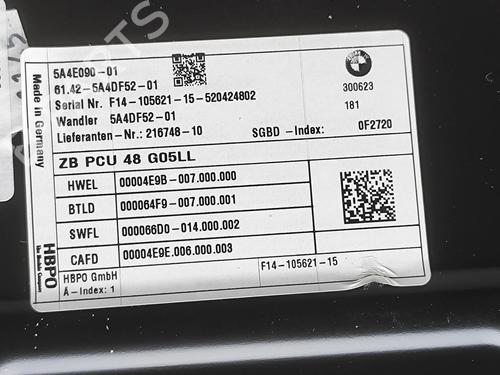 5A4E090-01
61.42-5A4DF52-01
Serial Nr. F14-105621-15-520424802
Wandler 5A4DF52-01
Lieferanten-Nr.: 216748-10
SGBD -Index: 0F2720
300623
181
BMW
Made in Germany
ZB PCU 48 G05LL
HWEL 00004E9B-007.000.000
BTLD 000064F9-007.000.001
SWFL 000066D0-014.000.002
CAFD 00004E9E.006.000.003
HBPO
HBPO GmbH
Ä-Index: 1
F14-105621-15